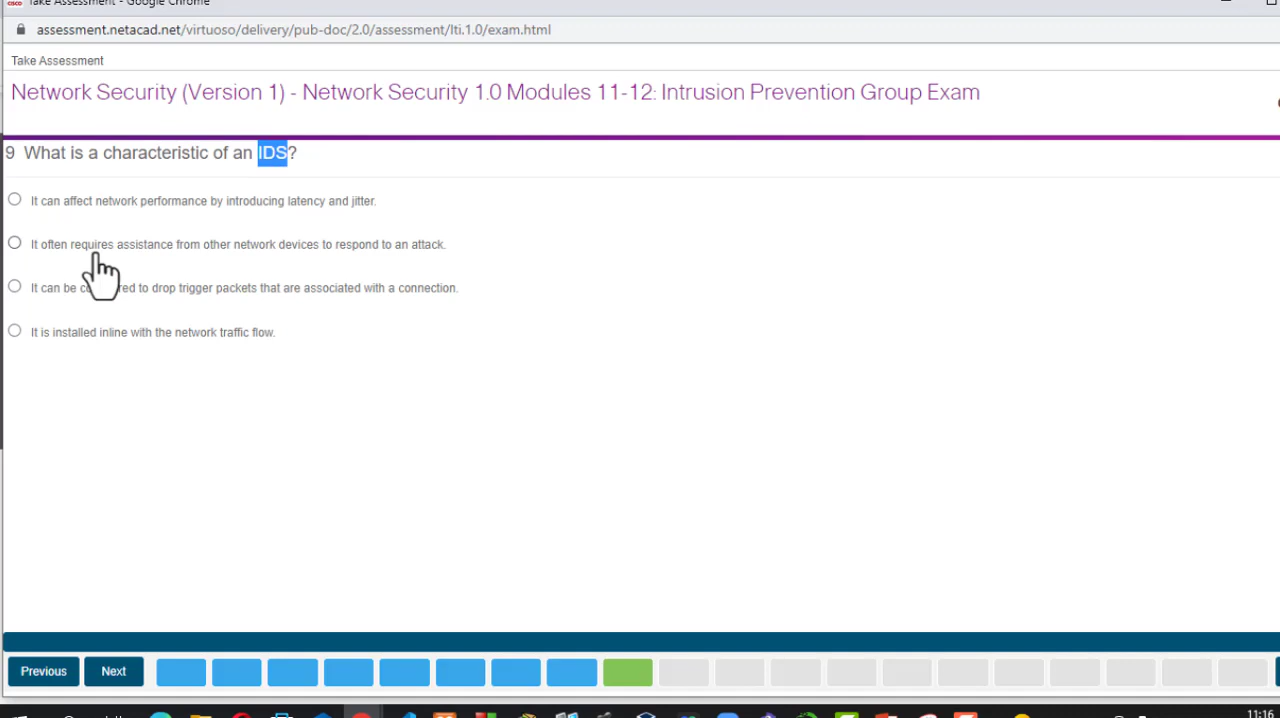 Take Assessment - Google Chrome
assessment.netacad.net/virtuoso/delivery/pub-doc/2.0/assessment/lti.1.0/exam.html
Take Assessment
Network Security (Version 1) - Network Security 1.0 Modules 11-12: Intrusion Prevention Group Exam
9 What is a characteristic of an IDS?
It can affect network performance by introducing latency and jitter.
It often requires assistance from other network devices to respond to an attack.
It can be red to drop trigger packets that are associated with a connection.
It is installed inline with the network traffic flow.
Previous Next
11:16